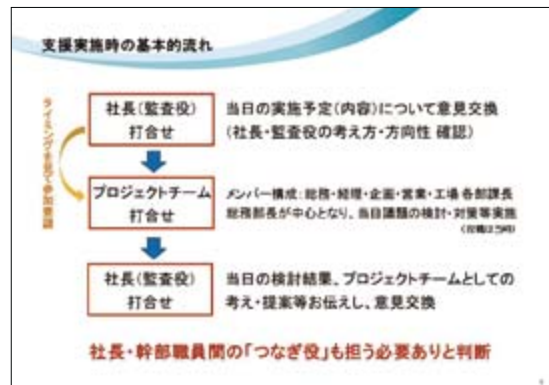 支援実施時の基本的流れ
社長(監査役)
打合せ
当日の実施予定(内容)について意見交換
(社長・監査役の考え方・方向性 確認)
タイミングを見て参加要請
プロジェクトチーム
打合せ
メンバー構成:総務・経理・企画・営業・工場 各部課長
総務部長が中心となり、当日議題の検討・対策等実施
社長(監査役)
打合せ
当日の検討結果、プロジェクトチームとしての
考え・提案等お伝えし、意見交換
社長・幹部職員間の「つなぎ役」も担う必要ありと判断